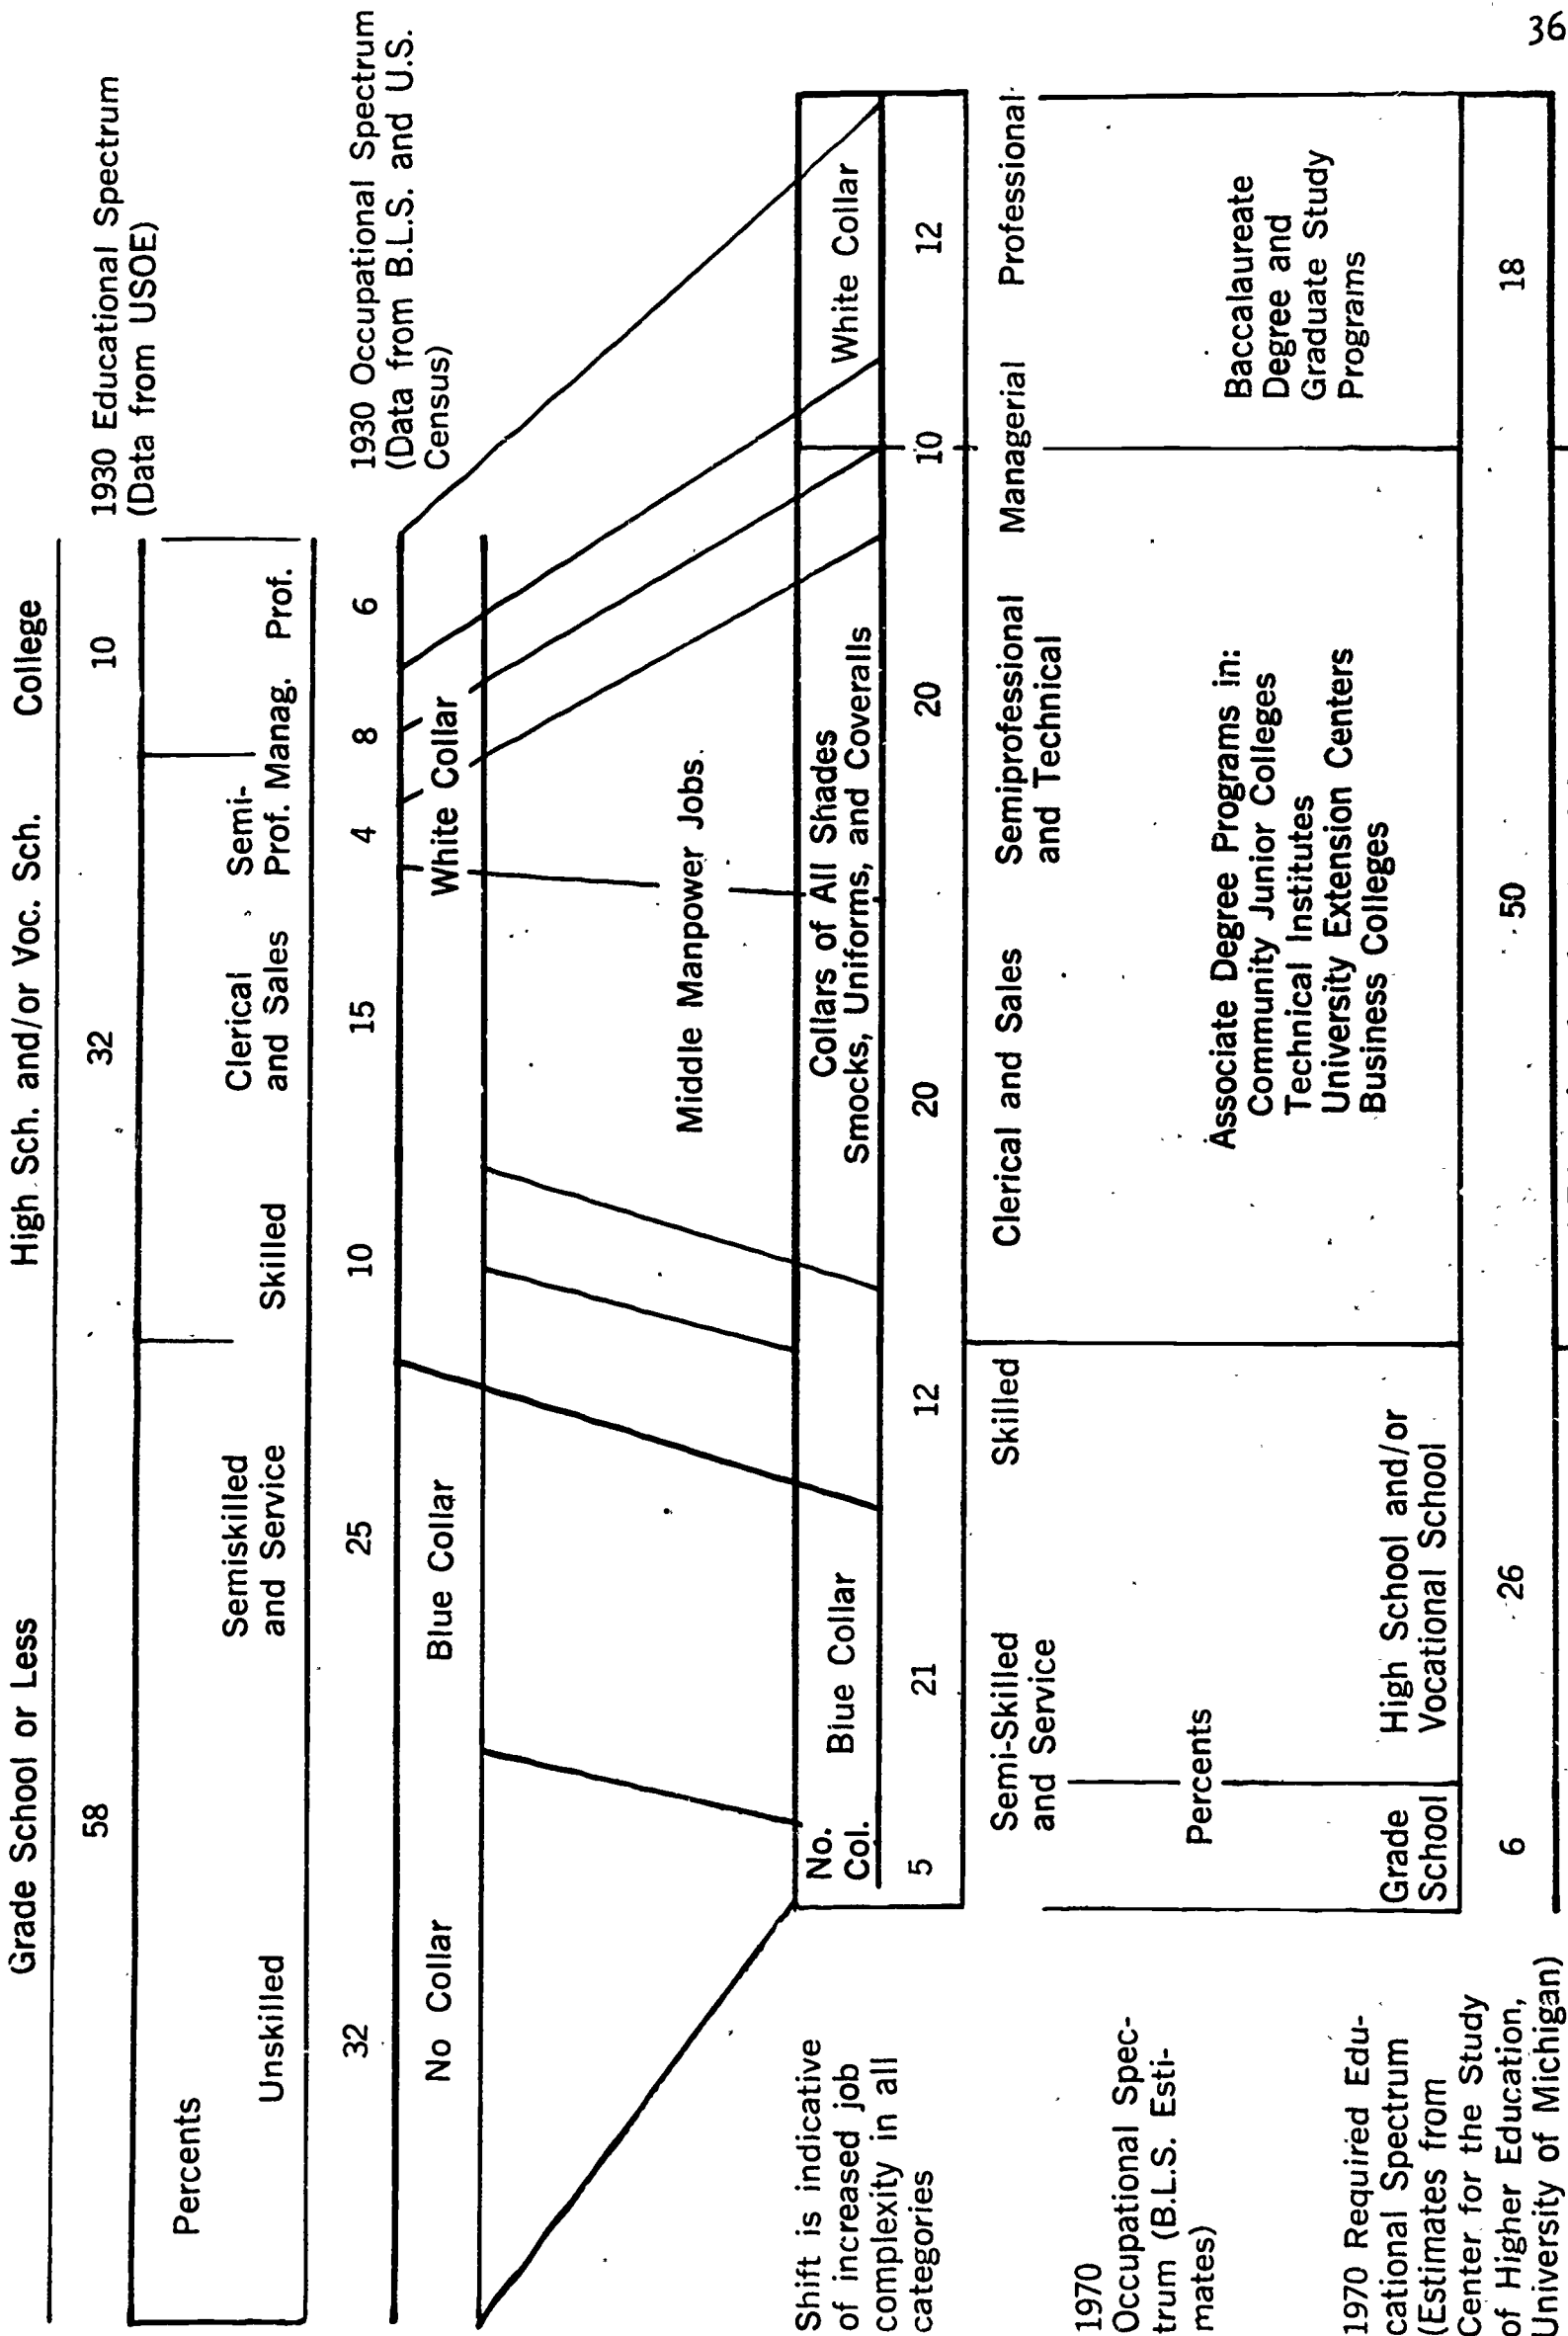 36
Grade School or Less High Sch. and/or Voc. Sch. College
58 32 10
1930 Educational Spectrum
(Data from USOE)
Percents
Unskilled
Semiskilled
and Service
Skilled
Clerical
and Sales
Semi-
Prof.
Manag.
Prof.
32 25 10 15 4 8 6
1930 Occupational Spectrum
(Data from B.L.S. and U.S.
Census)
No Collar Blue Collar White Collar
Middle Manpower Jobs
Shift is indicative
of increased job
complexity in all
categories
No.
Col.
Blue Collar
Collars of All Shades
Smocks, Uniforms, and Coveralls
White Collar
5 21 12 20 20 10 12
1970
Occupational Spec-
trum (B.L.S. Esti-
mates)
Semi-Skilled
and Service
Skilled
Clerical and Sales
Semiprofessional
and Technical
Managerial
Professional
Percents
1970 Required Edu-
cational Spectrum
(Estimates from
Center for the Study
of Higher Education,
University of Michigan)
Grade
School
High School and/or
Vocational School
Associate Degree Programs in:
Community Junior Colleges
Technical Institutes
University Extension Centers
Business Colleges
Baccalaureate
Degree and
Graduate Study
Programs
6 26 50 18